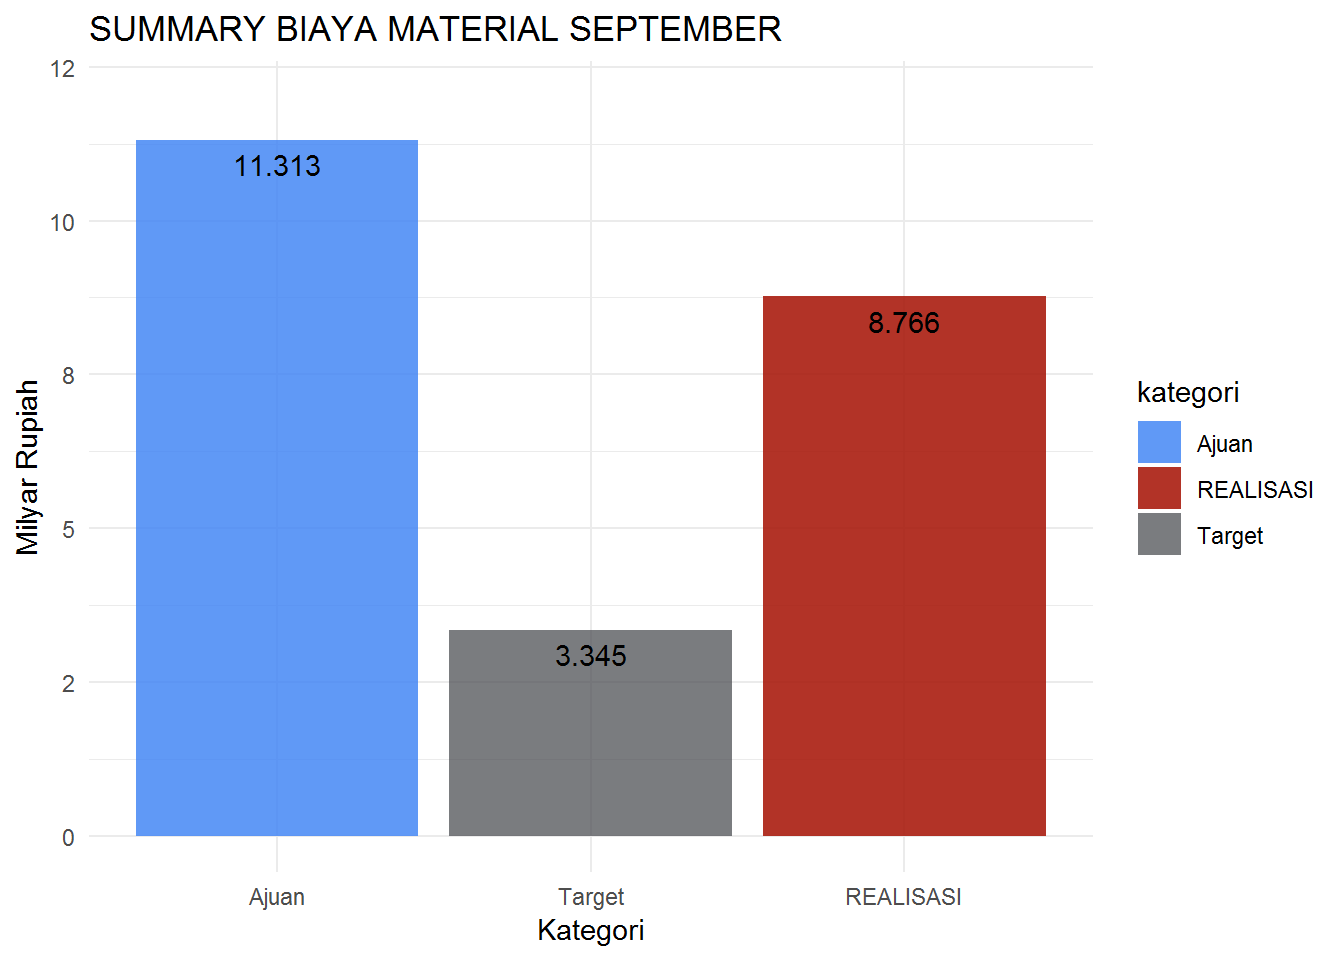 SUMMARY BIAYA MATERIAL SEPTEMBER
12
10
8
5
2
0
Milyar Rupiah
11.313
3.345
8.766
Ajuan
Target
REALISASI
Kategori
kategori
Ajuan
REALISASI
Target